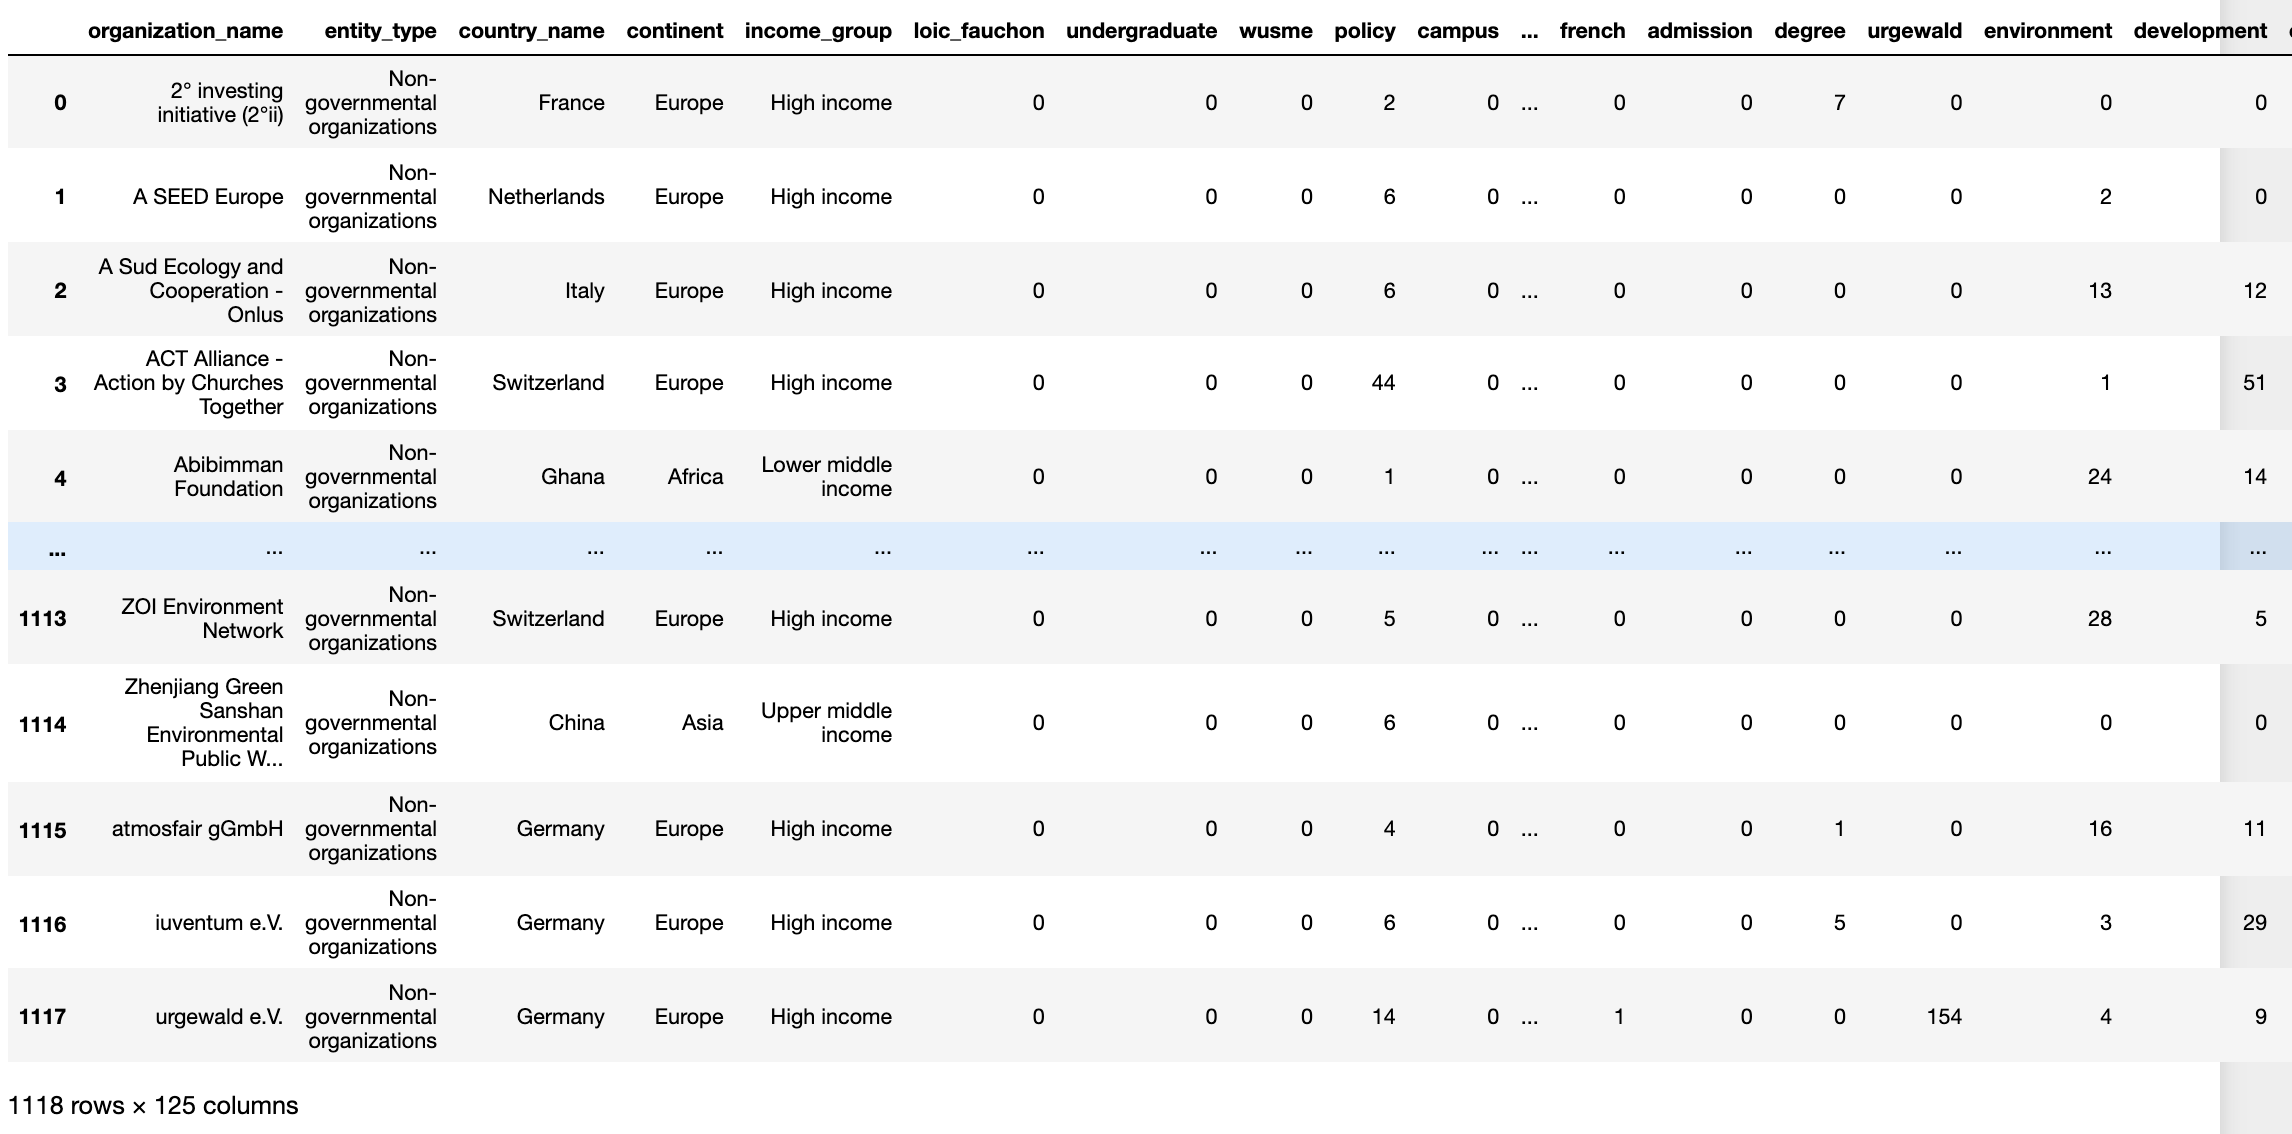 organization_name entity_type country_name continent income_group loic_fauchon undergraduate wusme policy campus ... french admission degree urgewald environment development
0 2° investing initiative (2°ii) Non-governmental organizations France Europe High income 0 0 0 2 0 ... 0 0 7 0 0 0
1 A SEED Europe Non-governmental organizations Netherlands Europe High income 0 0 0 6 0 ... 0 0 0 0 2 0
2 A Sud Ecology and Cooperation - Onlus Non-governmental organizations Italy Europe High income 0 0 0 6 0 ... 0 0 0 0 13 12
3 ACT Alliance - Action by Churches Together Non-governmental organizations Switzerland Europe High income 0 0 0 44 0 ... 0 0 0 0 1 51
4 Abibimman Foundation Non-governmental organizations Ghana Africa Lower middle income 0 0 0 1 0 ... 0 0 0 0 24 14
... ... ... ... ... ... ... ... ... ... ... ... ... ... ... ... ... ...
1113 ZOI Environment Network Non-governmental organizations Switzerland Europe High income 0 0 0 5 0 ... 0 0 0 0 28 5
1114 Zhenjiang Green Sanshan Environmental Public W... Non-governmental organizations China Asia Upper middle income 0 0 0 6 0 ... 0 0 0 0 0 0
1115 atmosfair gGmbH Non-governmental organizations Germany Europe High income 0 0 0 4 0 ... 0 0 1 0 16 11
1116 iuventum e.V. Non-governmental organizations Germany Europe High income 0 0 0 6 0 ... 0 0 5 0 3 29
1117 urgewald e.V. Non-governmental organizations Germany Europe High income 0 0 0 14 0 ... 1 0 0 154 4 9
1118 rows × 125 columns